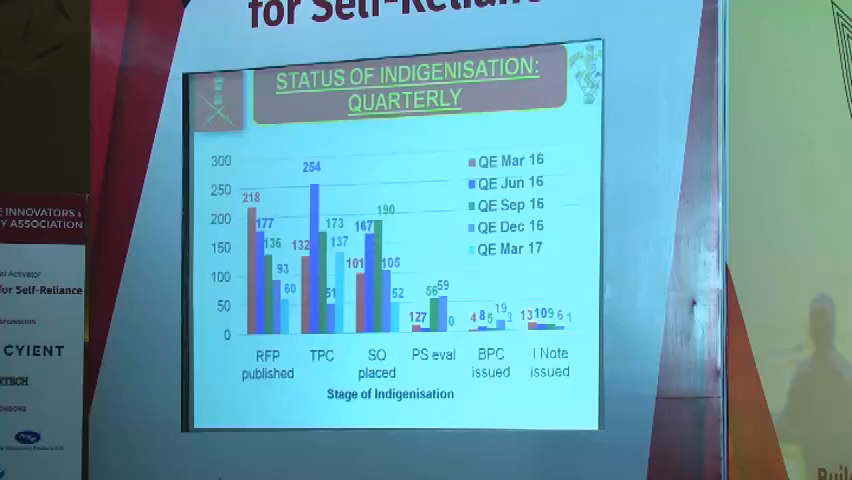 for Self-Reliance
STATUS OF INDIGENISATION:
QUARTERLY
300
250
200
150
100
50
0
QE Mar 16
QE Jun 16
QE Sep 16
QE Dec 16
QE Mar 17
218
177
136
93
60
132
254
173
51
137
101
167
190
105
52
12
7
56
59
0
4
8
5
19
3
13
10
9
6
1
RFP published
TPC
SO placed
PS eval
BPC issued
I Note issued
Stage of Indigenisation
E INNOVATORS &
Y ASSOCIATION
Activator
for Self-Reliance
CYIENT